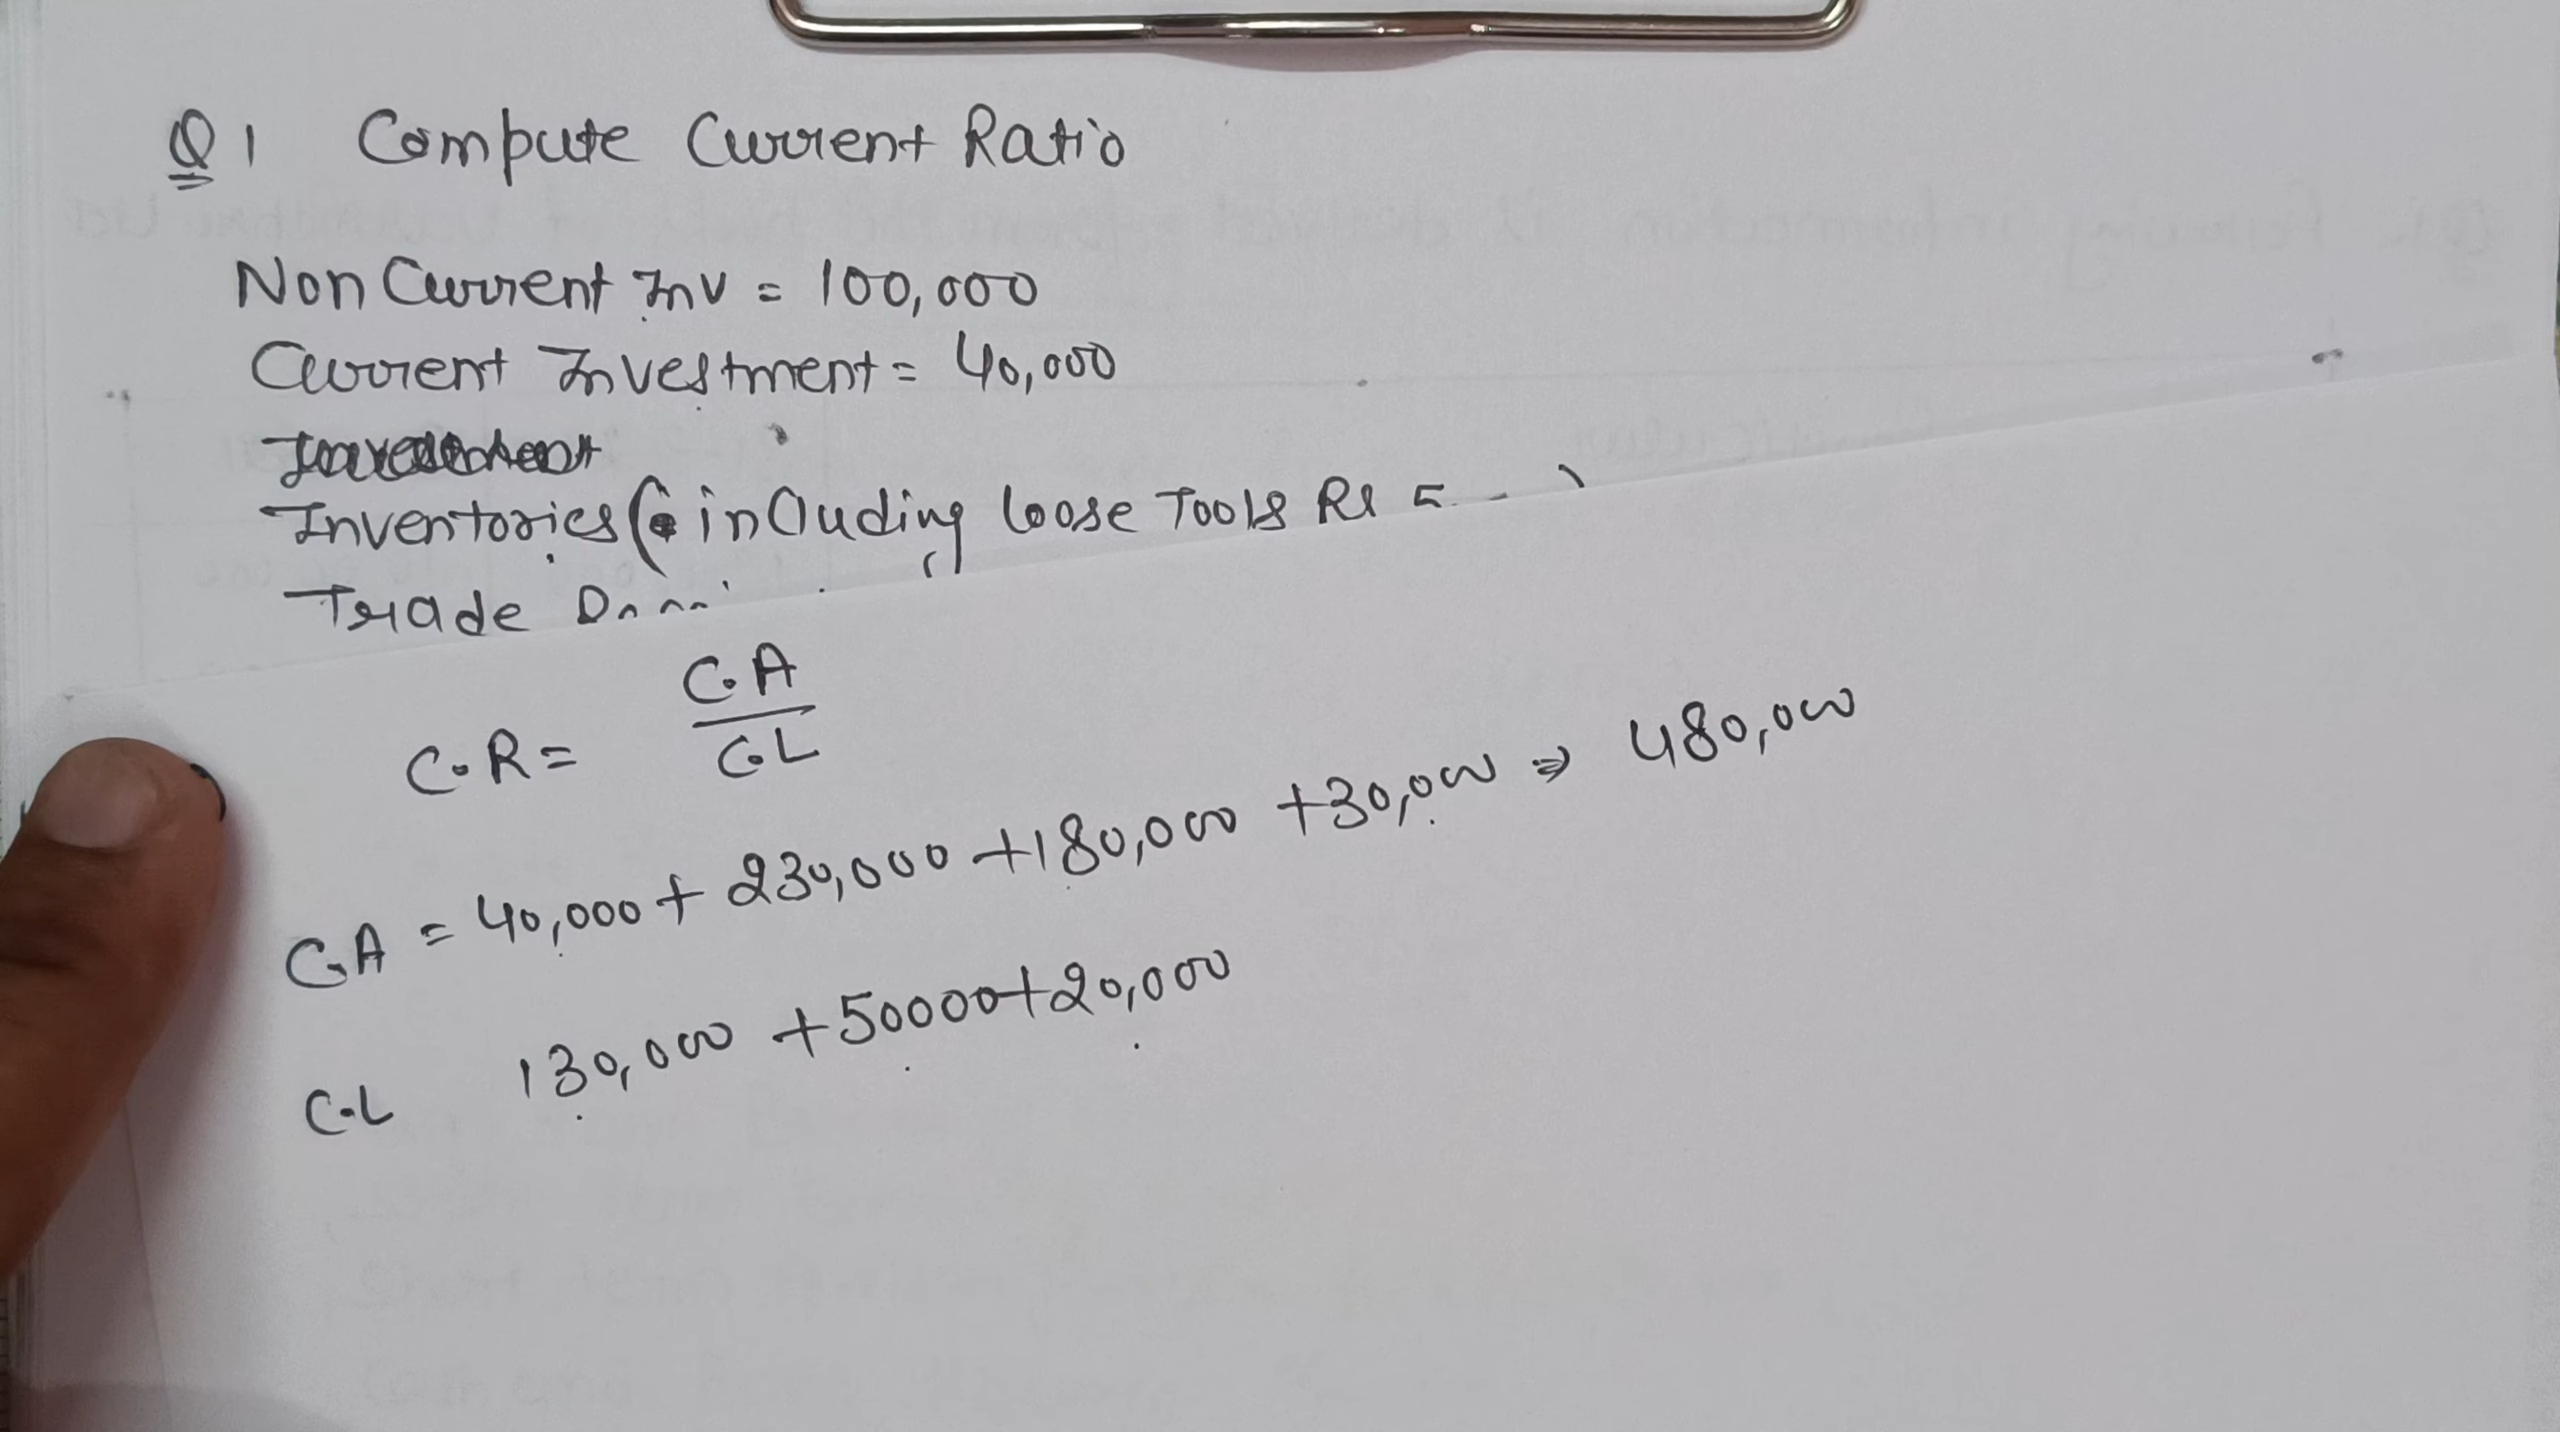 Q1 Compute Current Ratio
Non Current Inv = 100,000
Current Investment = 40,000
Inventories (including loose Tools Rs
Trade
C.R = C.A / C.L
C.A = 40,000 + 230,000 + 180,000 + 30,000 ⇒ 480,000
C.L 130,000 + 50000 + 20,000